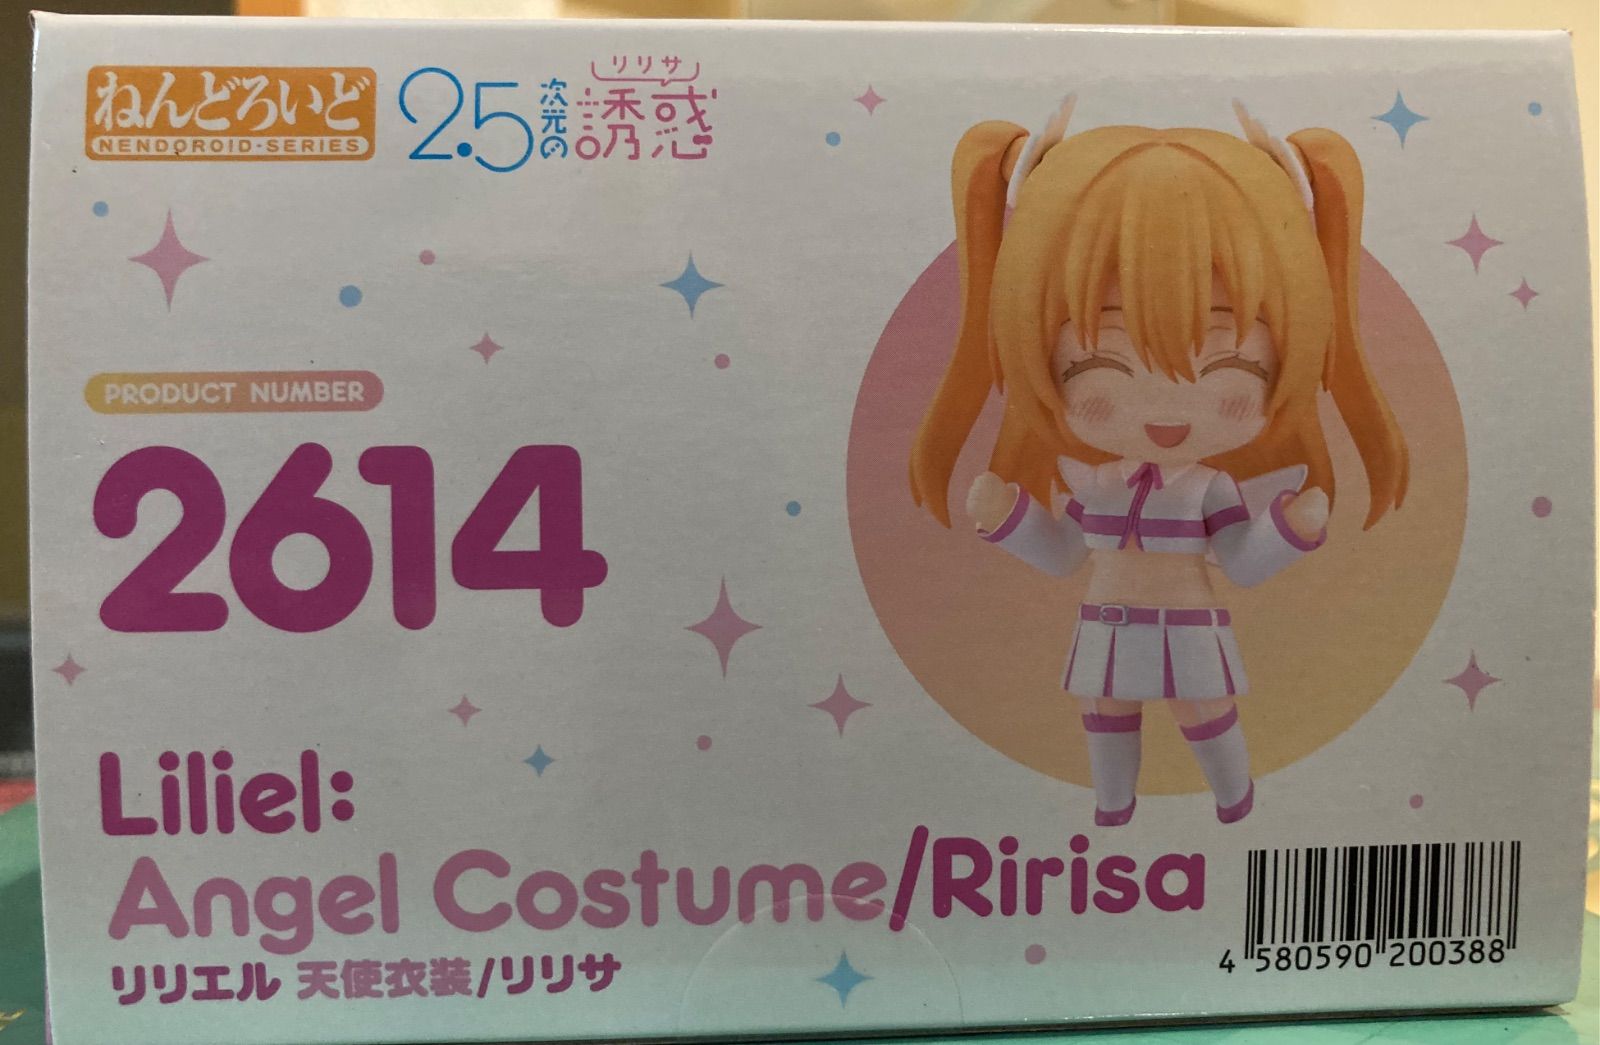 ねんどろいど
NENDOROID-SERIES
リリサ
2.5次元の誘惑
PRODUCT NUMBER
2614
Liliel:
Angel Costume/Ririsa
リリエル 天使衣装/リリサ
4 580590 200388